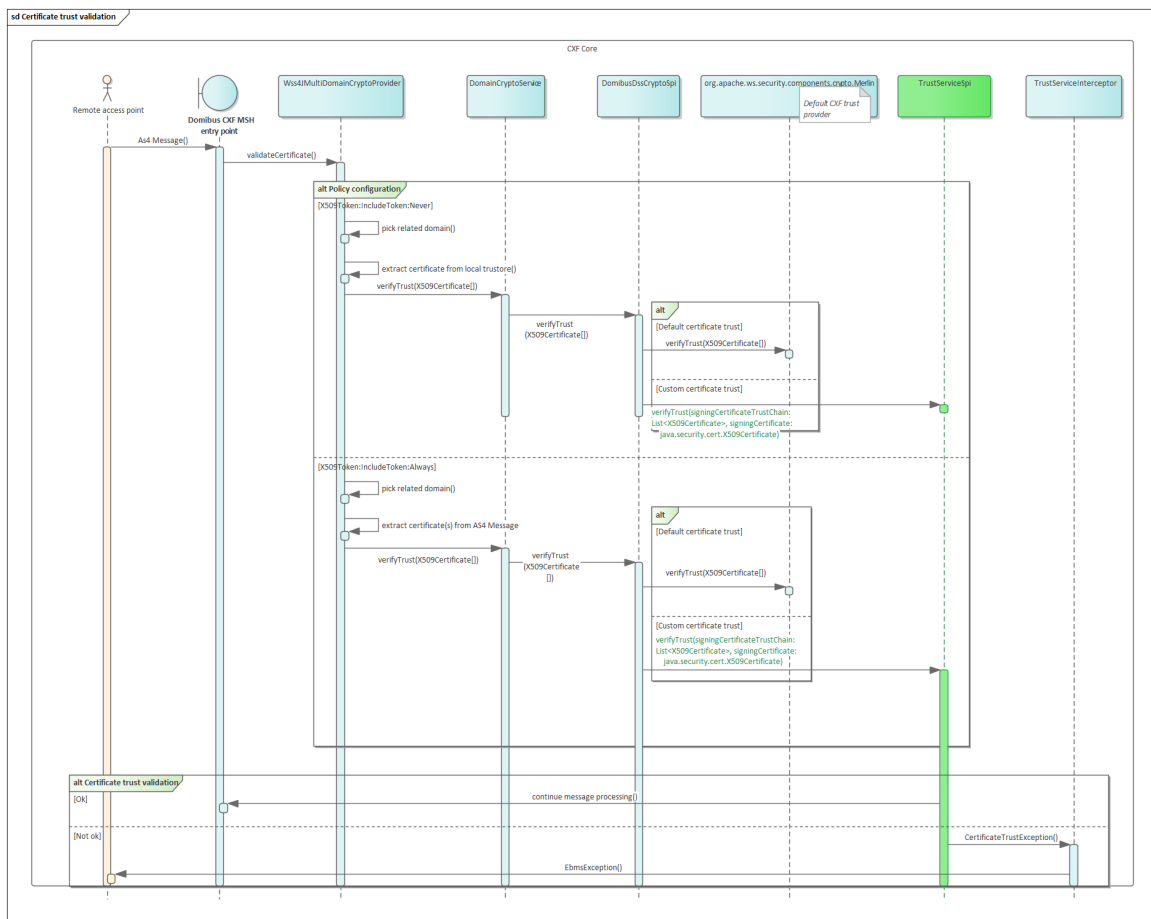 sd Certificate trust validation
CXF Core
Remote access point
Domibus CXF MSH
entry point
Wss4JMultiDomainCryptoProvider
DomainCryptoService
DomibusDssCryptoSpi
org.apache.ws.security.components.crypto.Merlin
Default CXF trust
provider
TrustServiceSpi
TrustServiceInterceptor
As4 Message()
validateCertificate()
alt Policy configuration
[X509Token:IncludeToken:Never]
pick related domain()
extract certificate from local trustore()
verifyTrust(X509Certificate[])
verifyTrust
(X509Certificate[])
alt
[Default certificate trust]
verifyTrust(X509Certificate[])
[Custom certificate trust]
verifyTrust(signingCertificateTrustChain:
List<X509Certificate>, signingCertificate:
java.security.cert.X509Certificate)
[X509Token:IncludeToken:Always]
pick related domain()
extract certificate(s) from AS4 Message
verifyTrust(X509Certificate[])
verifyTrust
(X509Certificate
[])
alt
[Default certificate trust]
verifyTrust(X509Certificate[])
[Custom certificate trust]
verifyTrust(signingCertificateTrustChain:
List<X509Certificate>, signingCertificate:
java.security.cert.X509Certificate)
alt Certificate trust validation
[Ok]
continue message processing()
[Not ok]
CertificateTrustException()
EbmsException()